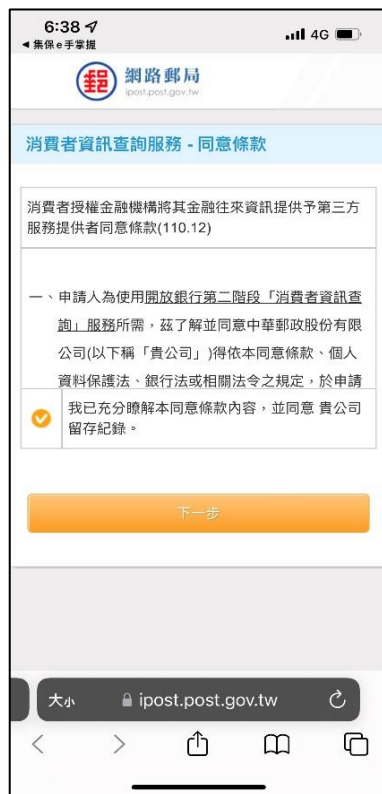 6:38
4G
◀ 集保e手掌握
郵
網路郵局
ipost.post.gov.tw
消費者資訊查詢服務 - 同意條款
消費者授權金融機構將其金融往來資訊提供予第三方
服務提供者同意條款(110.12)
一、申請人為使用開放銀行第二階段「消費者資訊查
詢」服務所需，茲了解並同意中華郵政股份有限
公司(以下稱「貴公司」)得依本同意條款、個人
資料保護法、銀行法或相關法令之規定，於申請
我已充分瞭解本同意條款內容，並同意 貴公司
留存紀錄。
下一步
大小
ipost.post.gov.tw